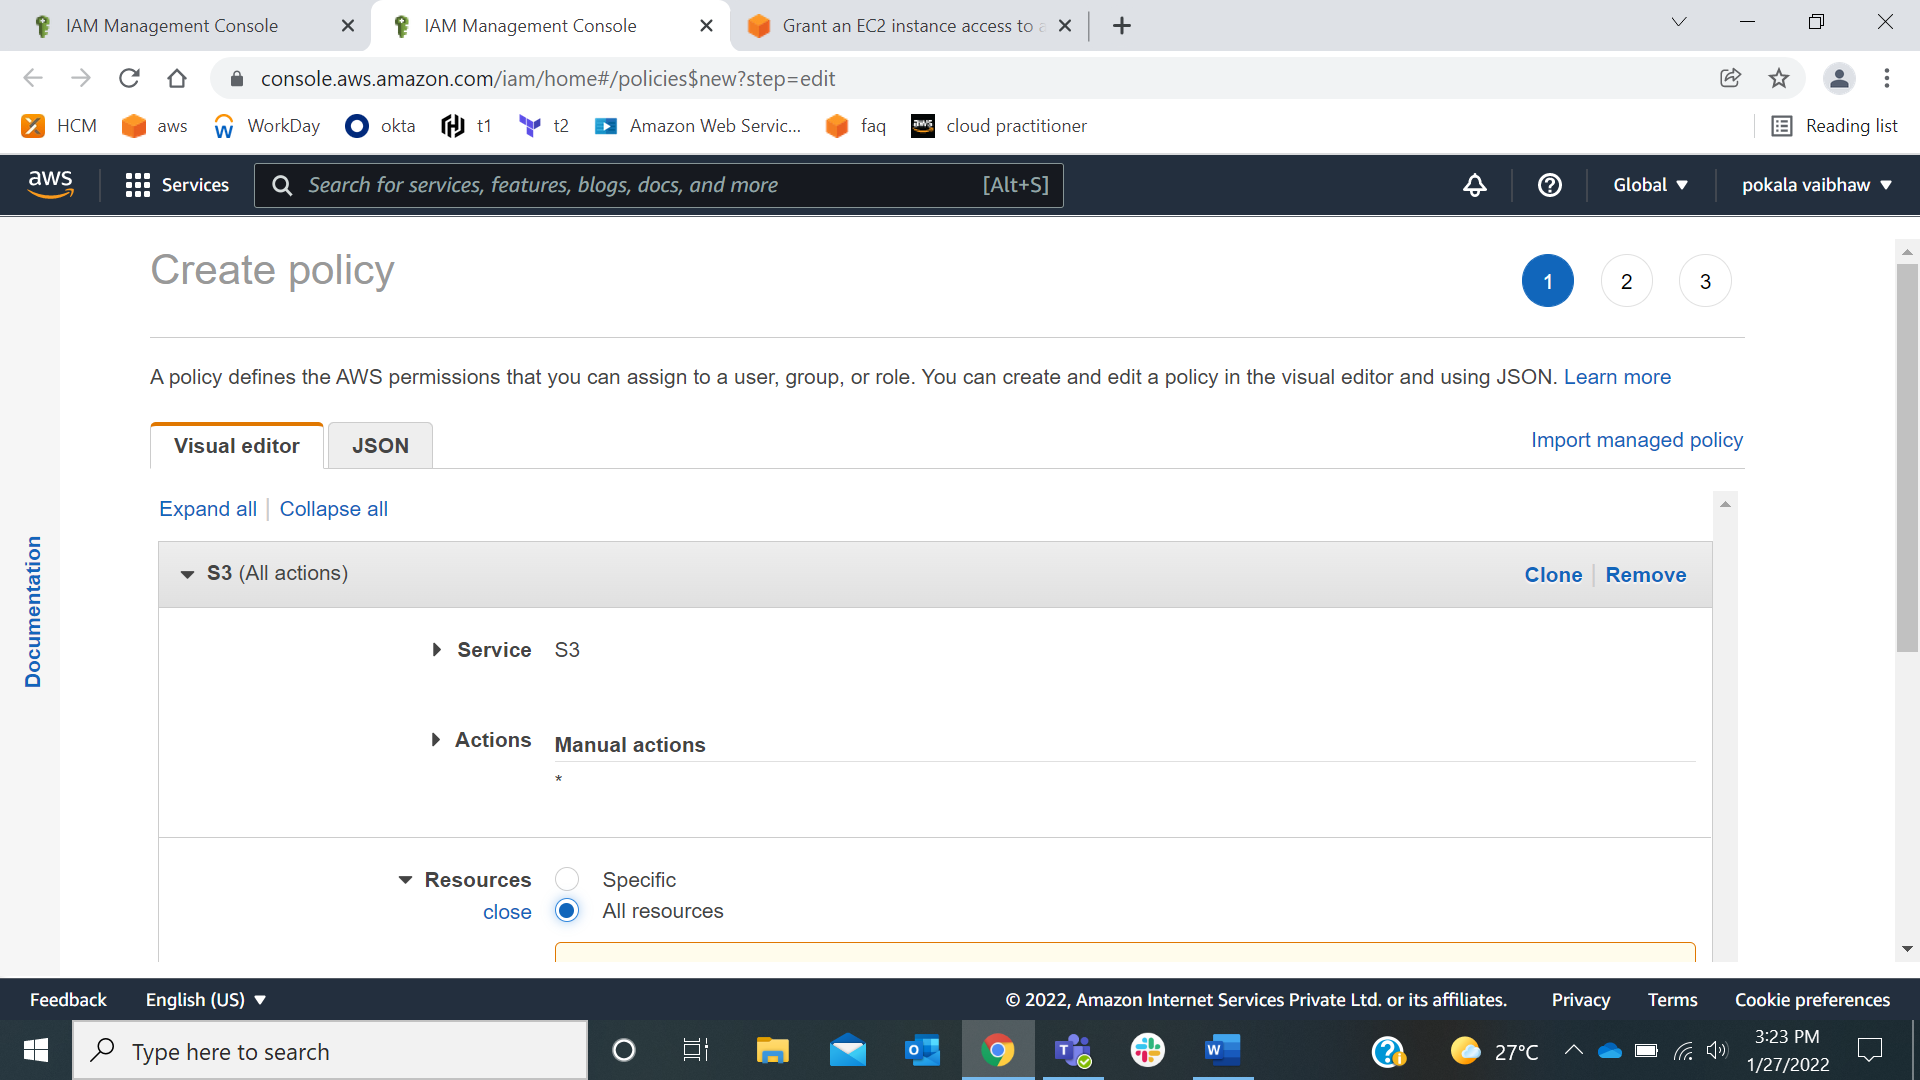 IAM Management Console
IAM Management Console
Grant an EC2 instance access to a
console.aws.amazon.com/iam/home#/policies$new?step=edit
HCM
aws
WorkDay
okta
t1
t2
Amazon Web Servic...
faq
cloud practitioner
Reading list
aws
Services
Search for services, features, blogs, docs, and more
[Alt+S]
Global
pokala vaibhaw
Create policy
1
2
3
A policy defines the AWS permissions that you can assign to a user, group, or role. You can create and edit a policy in the visual editor and using JSON. Learn more
Visual editor
JSON
Import managed policy
Expand all
Collapse all
Documentation
S3 (All actions)
Clone
Remove
Service
S3
Actions
Manual actions
*
Resources
Specific
close
All resources
Feedback
English (US)
© 2022, Amazon Internet Services Private Ltd. or its affiliates.
Privacy
Terms
Cookie preferences
Type here to search
27°C
3:23 PM
1/27/2022